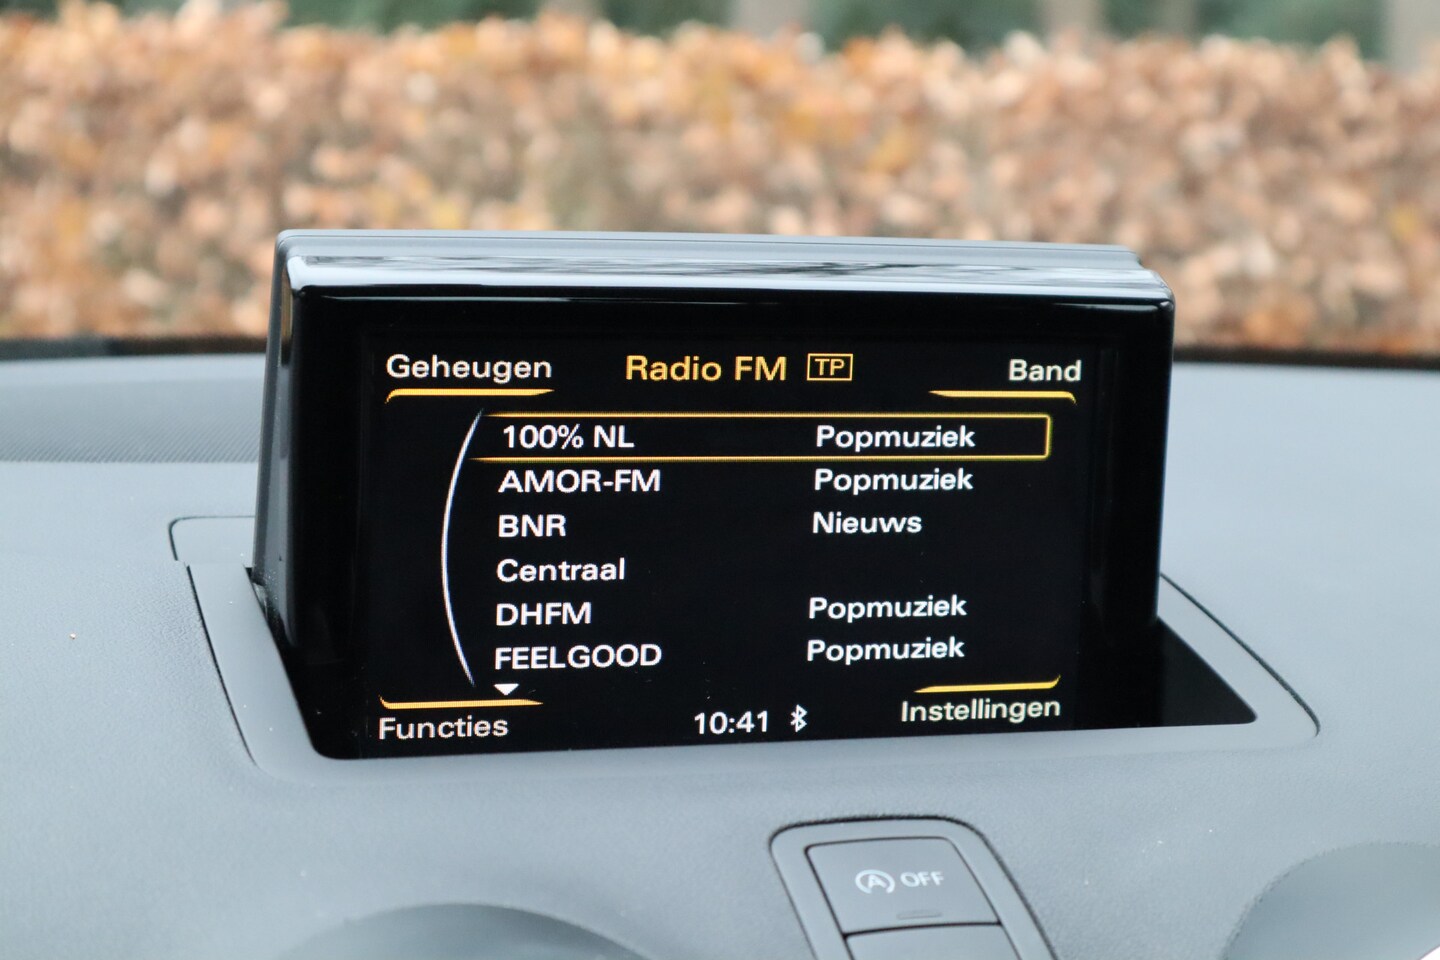 Geheugen Radio FM TP Band
100% NL Popmuziek
AMOR-FM Popmuziek
BNR Nieuws
Centraal
DHFM Popmuziek
FEELGOOD Popmuziek
Functies 10:41 Instellingen
A OFF